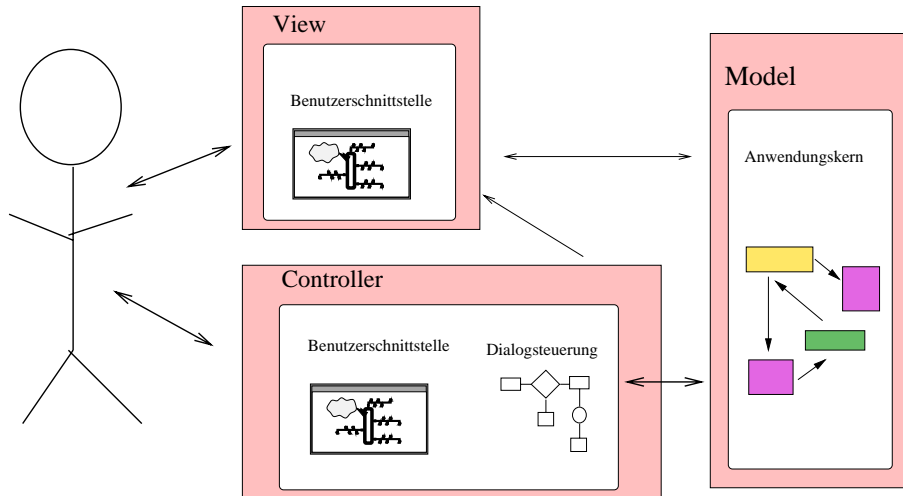 View
Benutzerschnittstelle
Model
Anwendungskern
Controller
Benutzerschnittstelle
Dialogsteuerung